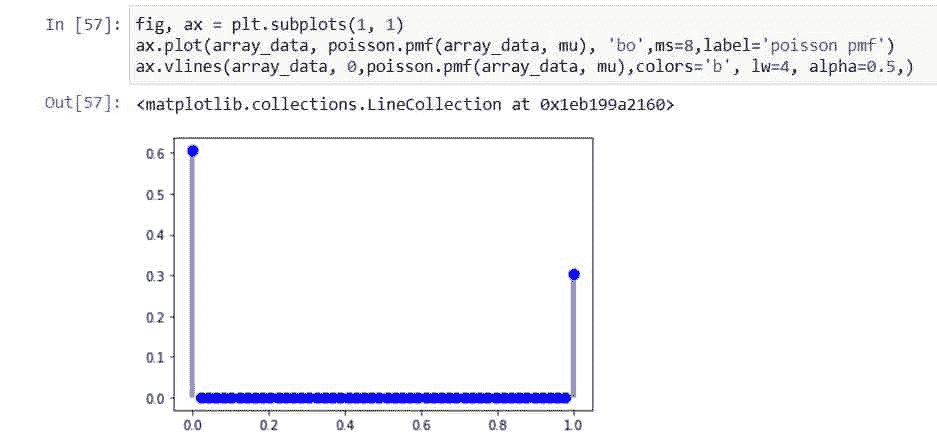 In [57]: fig, ax = plt.subplots(1, 1)
ax.plot(array_data, poisson.pmf(array_data, mu), 'bo',ms=8,label='poisson pmf')
ax.vlines(array_data, 0,poisson.pmf(array_data, mu),colors='b', lw=4, alpha=0.5,)
Out[57]: <matplotlib.collections.LineCollection at 0x1eb199a2160>
0.6
0.5
0.4
0.3
0.2
0.1
0.0
0.0 0.2 0.4 0.6 0.8 1.0